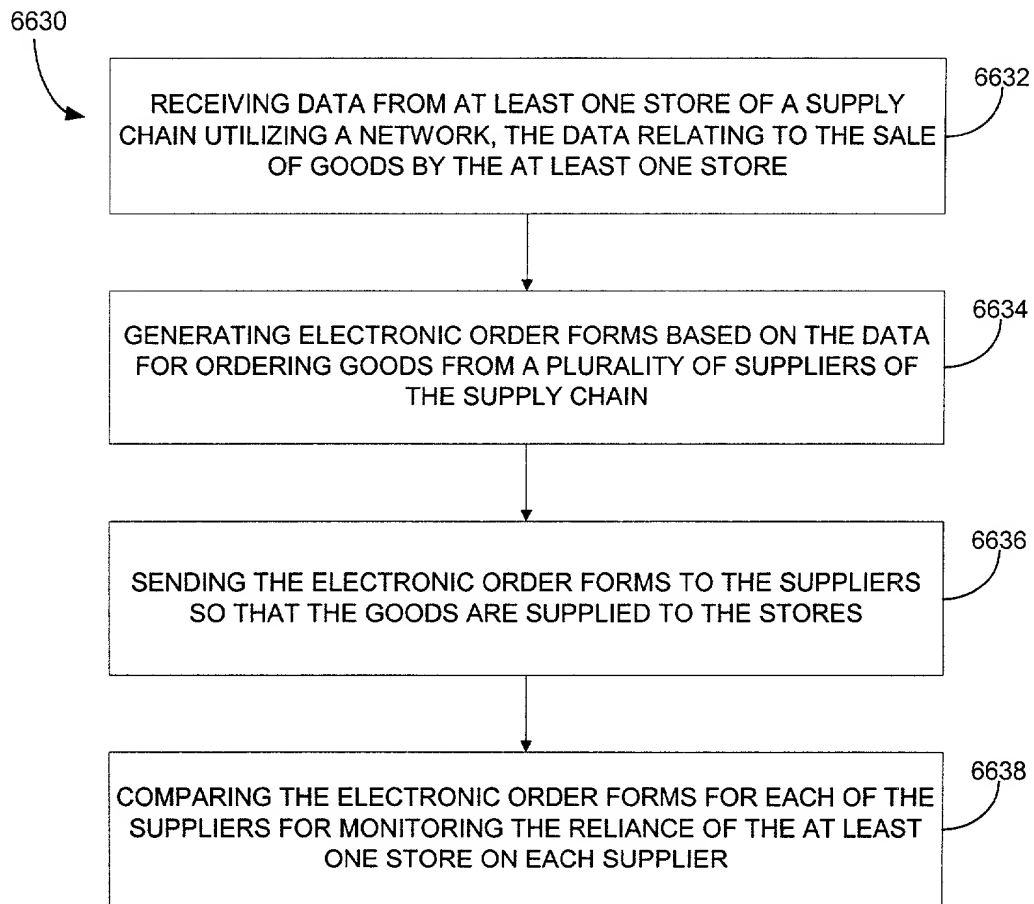 6630
RECEIVING DATA FROM AT LEAST ONE STORE OF A SUPPLY
CHAIN UTILIZING A NETWORK, THE DATA RELATING TO THE SALE
OF GOODS BY THE AT LEAST ONE STORE
6632
GENERATING ELECTRONIC ORDER FORMS BASED ON THE DATA
FOR ORDERING GOODS FROM A PLURALITY OF SUPPLIERS OF
THE SUPPLY CHAIN
6634
SENDING THE ELECTRONIC ORDER FORMS TO THE SUPPLIERS
SO THAT THE GOODS ARE SUPPLIED TO THE STORES
6636
COMPARING THE ELECTRONIC ORDER FORMS FOR EACH OF THE
SUPPLIERS FOR MONITORING THE RELIANCE OF THE AT LEAST
ONE STORE ON EACH SUPPLIER
6638